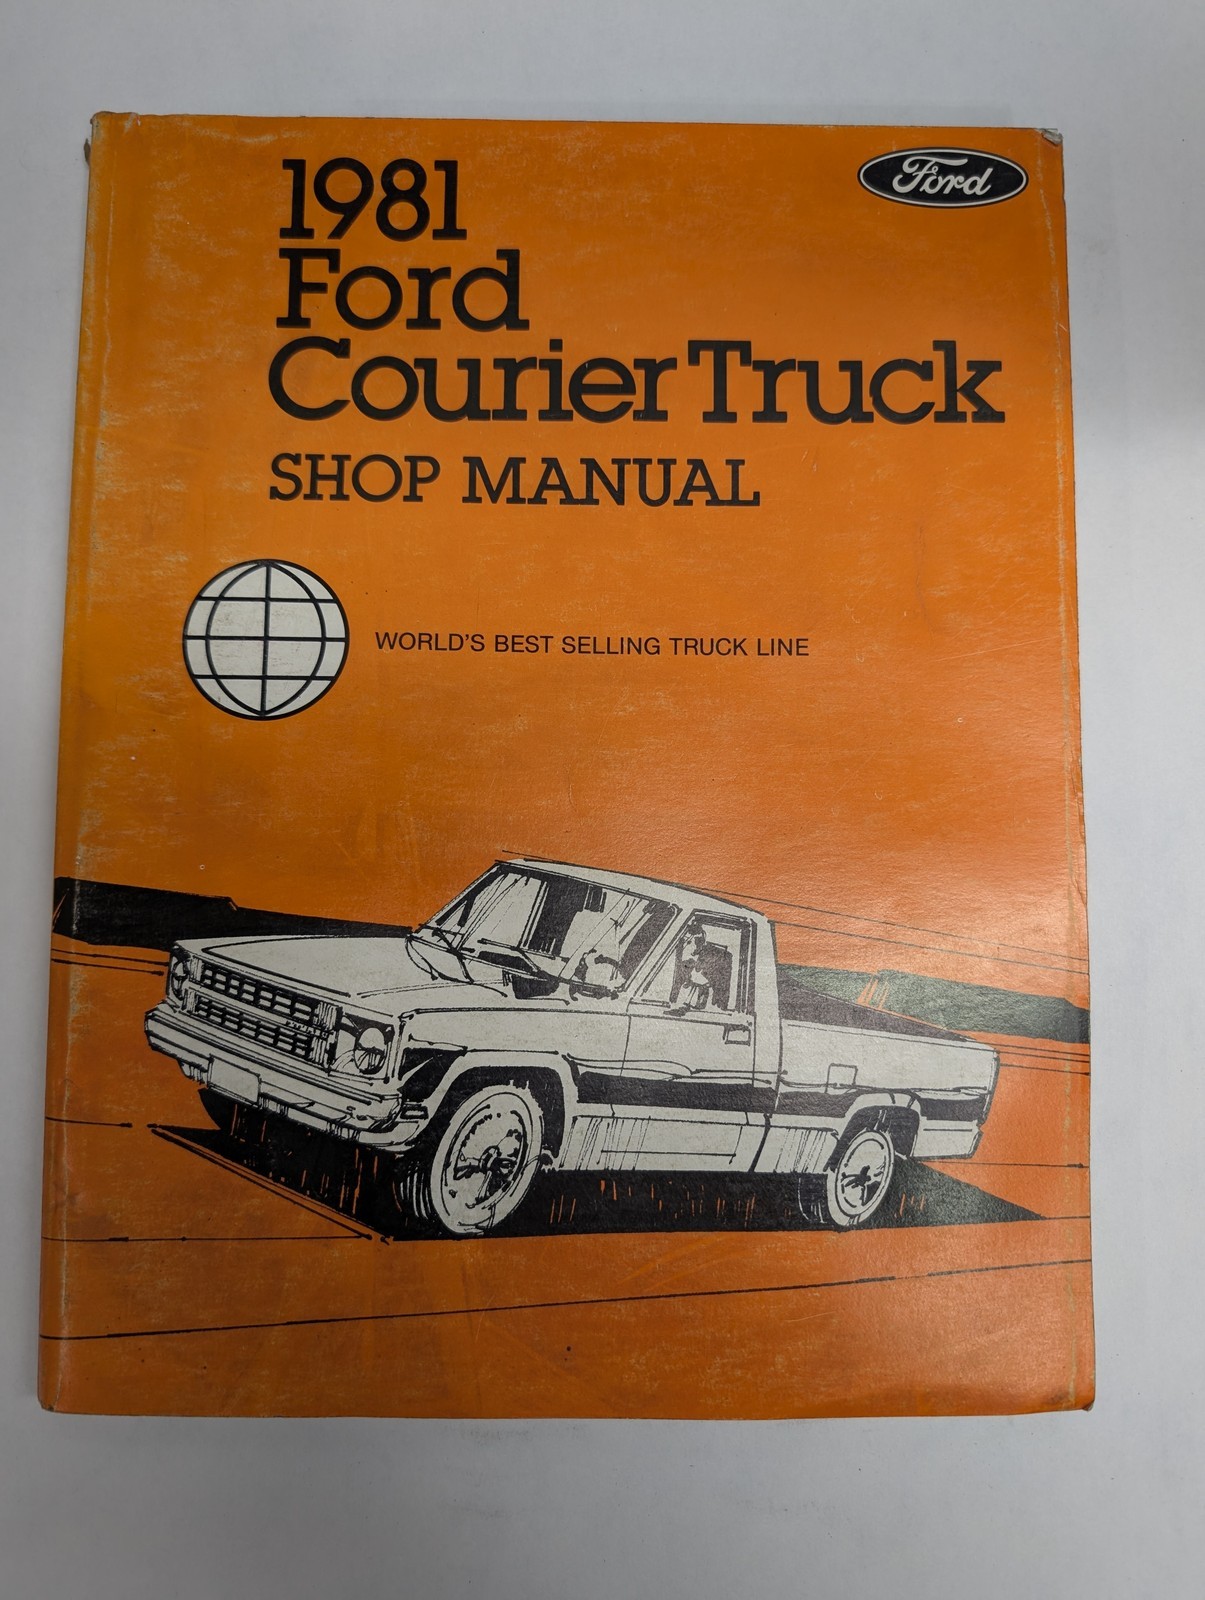 1981
Ford
Ford
Courier Truck
SHOP MANUAL
WORLD'S BEST SELLING TRUCK LINE